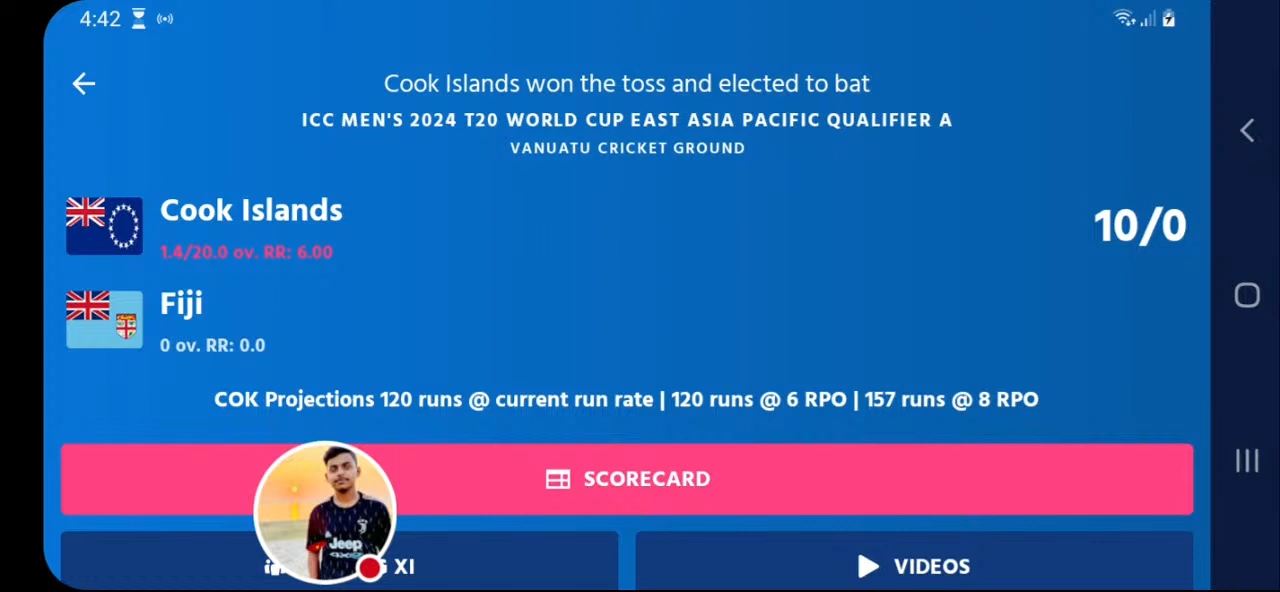 4:42
Cook Islands won the toss and elected to bat
ICC MEN'S 2024 T20 WORLD CUP EAST ASIA PACIFIC QUALIFIER A
VANUATU CRICKET GROUND
Cook Islands
10/0
1.4/20.0 ov. RR: 6.00
Fiji
0 ov. RR: 0.0
COK Projections 120 runs @ current run rate | 120 runs @ 6 RPO | 157 runs @ 8 RPO
SCORECARD
Jeep
XI
VIDEOS